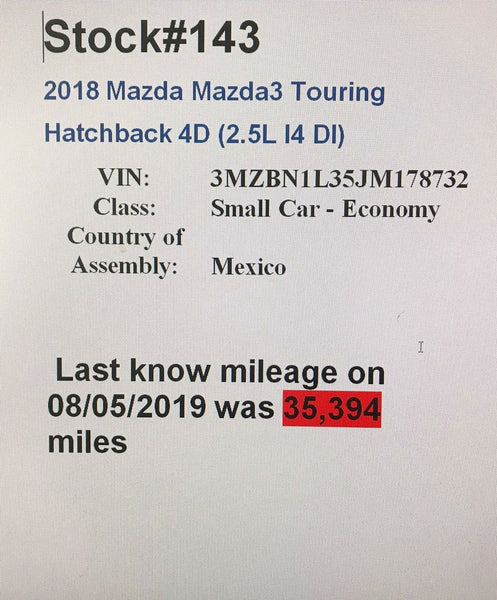 Stock#143
2018 Mazda Mazda3 Touring
Hatchback 4D (2.5L I4 DI)
VIN: 3MZBN1L35JM178732
Class: Small Car - Economy
Country of
Assembly: Mexico
Last know mileage on
08/05/2019 was 35,394
miles